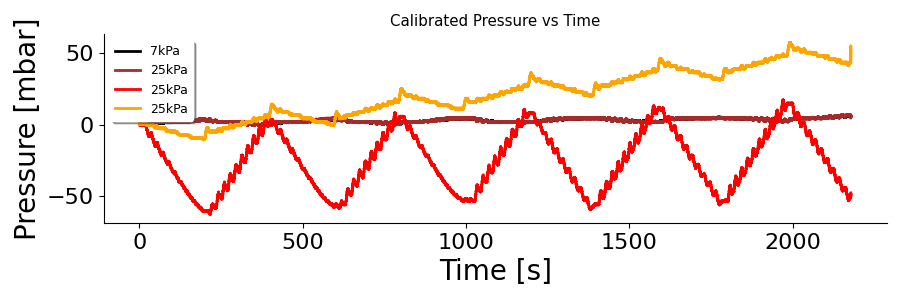 Calibrated Pressure vs Time
Pressure [mbar]
50
0
−50
7kPa
25kPa
25kPa
25kPa
0
500
1000
1500
2000
Time [s]